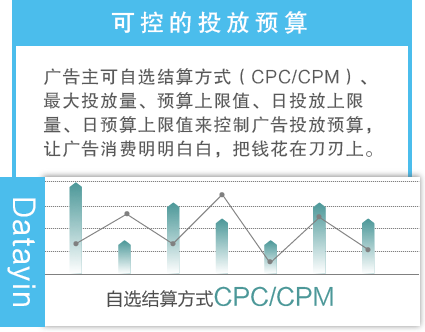 可控的投放预算
广告主可自选结算方式（CPC/CPM）、
最大投放量、预算上限值、日投放上限
量、日预算上限值来控制广告投放预算，
让广告消费明明白白，把钱花在刀刃上。
Datayin
自选结算方式CPC/CPM